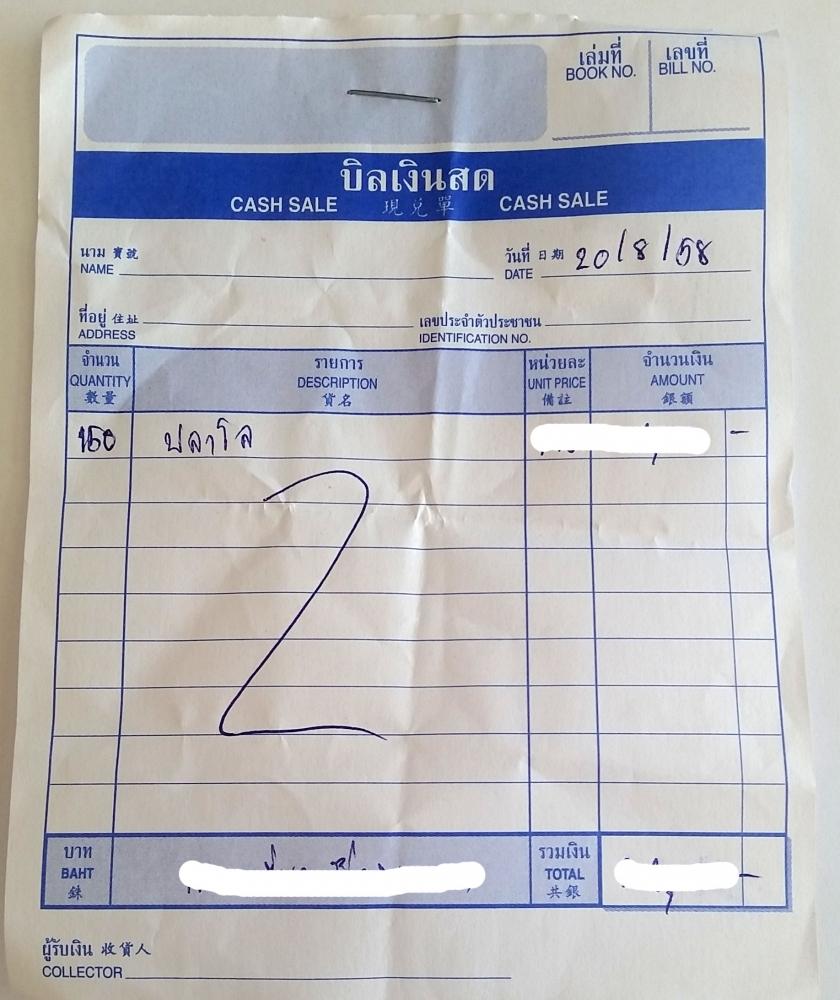 เล่มที่ เลขที่
BOOK NO. BILL NO.
บิลเงินสด
CASH SALE 現兌單 CASH SALE
นาม 寶號 วันที่ 日期 20/8/58
NAME DATE
ที่อยู่ 住址 เลขประจำตัวประชาชน
ADDRESS IDENTIFICATION NO.
จำนวน รายการ หน่วยละ จำนวนเงิน
QUANTITY DESCRIPTION UNIT PRICE AMOUNT
數量 貨名 備註 銀額
150 ปลาโล -
บาท รวมเงิน
BAHT TOTAL -
銖 共銀
ผู้รับเงิน 收貨人
COLLECTOR